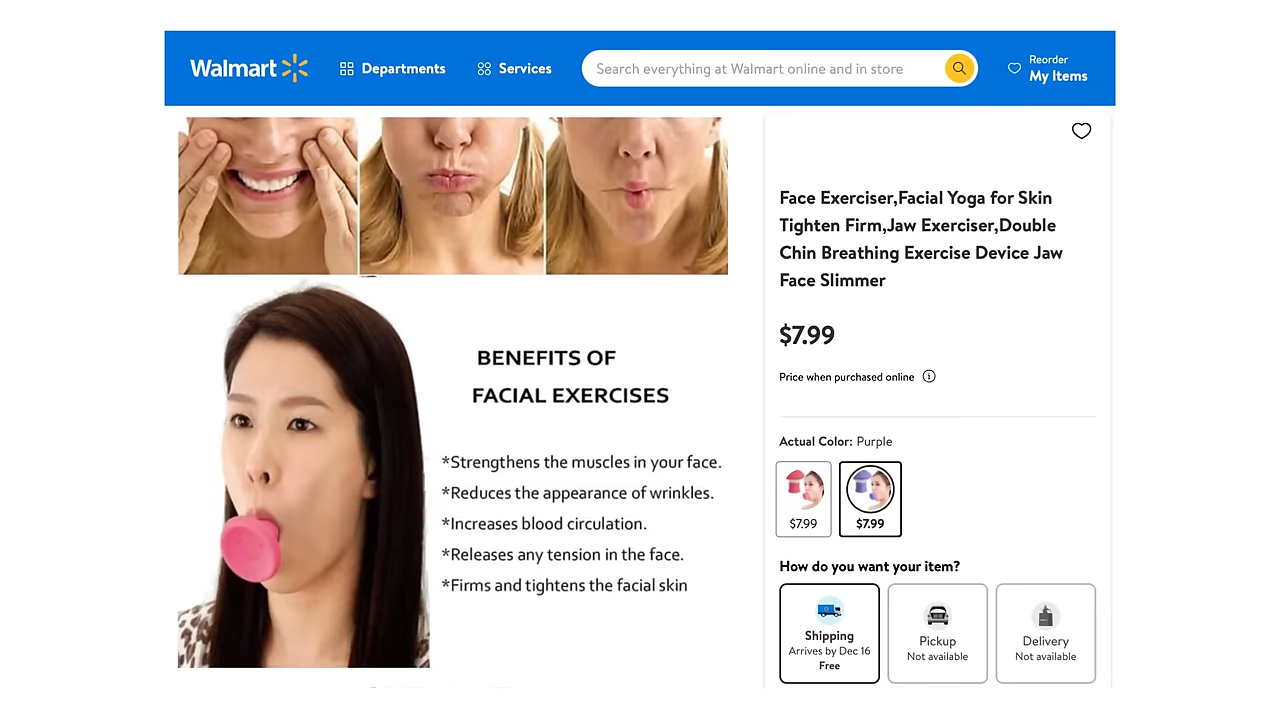 Walmart
Departments
Services
Search everything at Walmart online and in store
Reorder
My Items
Face Exerciser,Facial Yoga for Skin
Tighten Firm,Jaw Exerciser,Double
Chin Breathing Exercise Device Jaw
Face Slimmer
$7.99
Price when purchased online
Actual Color: Purple
$7.99
$7.99
How do you want your item?
Shipping
Arrives by Dec 16
Free
Pickup
Not available
Delivery
Not available
BENEFITS OF
FACIAL EXERCISES
*Strengthens the muscles in your face.
*Reduces the appearance of wrinkles.
*Increases blood circulation.
*Releases any tension in the face.
*Firms and tightens the facial skin